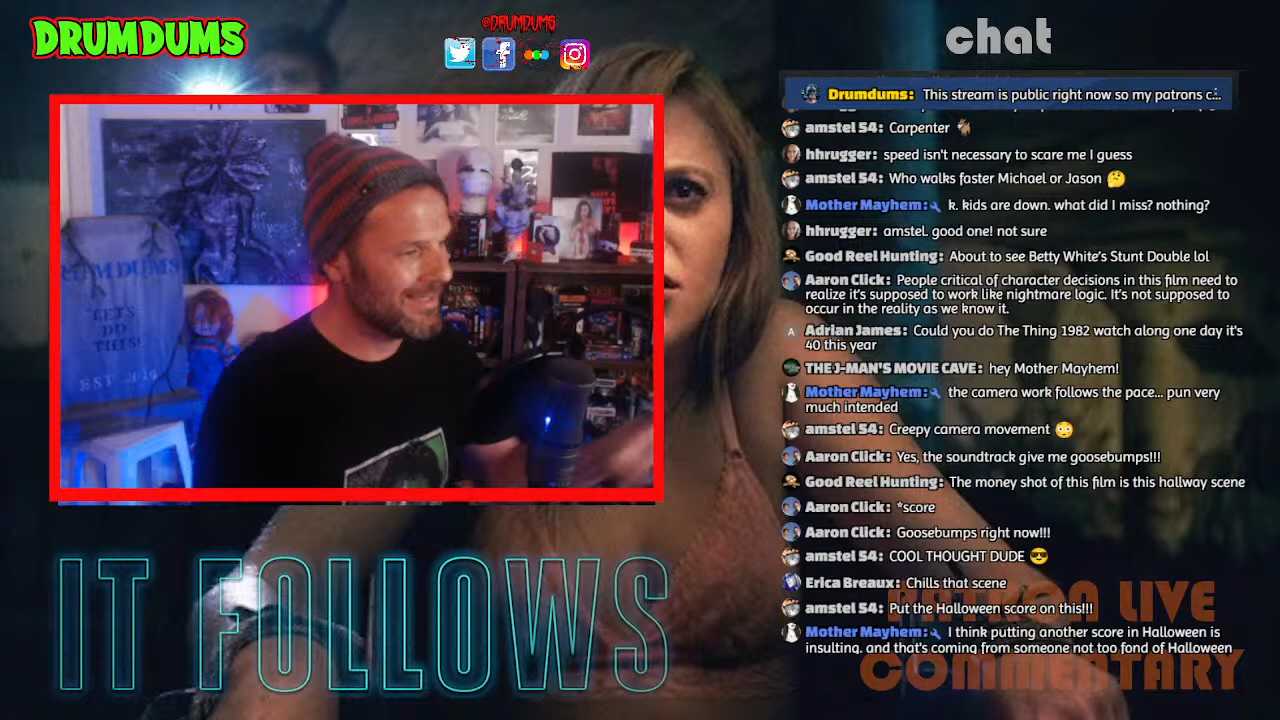 DRUMDUMS
@DRUMDUMS
chat
Drumdums: This stream is public right now so my patrons c...
amstel 54: Carpenter
hhrugger: speed isn't necessary to scare me I guess
amstel 54: Who walks faster Michael or Jason
Mother Mayhem: k. kids are down. what did I miss? nothing?
hhrugger: amstel. good one! not sure
Good Reel Hunting: About to see Betty White's Stunt Double lol
Aaron Click: People critical of character decisions in this film need to
realize it's supposed to work like nightmare logic. It's not supposed to
occur in the reality as we know it.
Adrian James: Could you do The Thing 1982 watch along one day it's
40 this year
THE J-MAN'S MOVIE CAVE: hey Mother Mayhem!
Mother Mayhem: the camera work follows the pace... pun very
much intended
amstel 54: Creepy camera movement
Aaron Click: Yes, the soundtrack give me goosebumps!!!
Good Reel Hunting: The money shot of this film is this hallway scene
Aaron Click: *score
Aaron Click: Goosebumps right now!!!
amstel 54: COOL THOUGHT DUDE
Erica Breaux: Chills that scene
amstel 54: Put the Halloween score on this!!!
Mother Mayhem: I think putting another score in Halloween is
insulting. and that's coming from someone not too fond of Halloween
DRUMDUMS
LET'S
DO
THIS!
EST 2016
IT FOLLOWS
PATRON LIVE
COMMENTARY